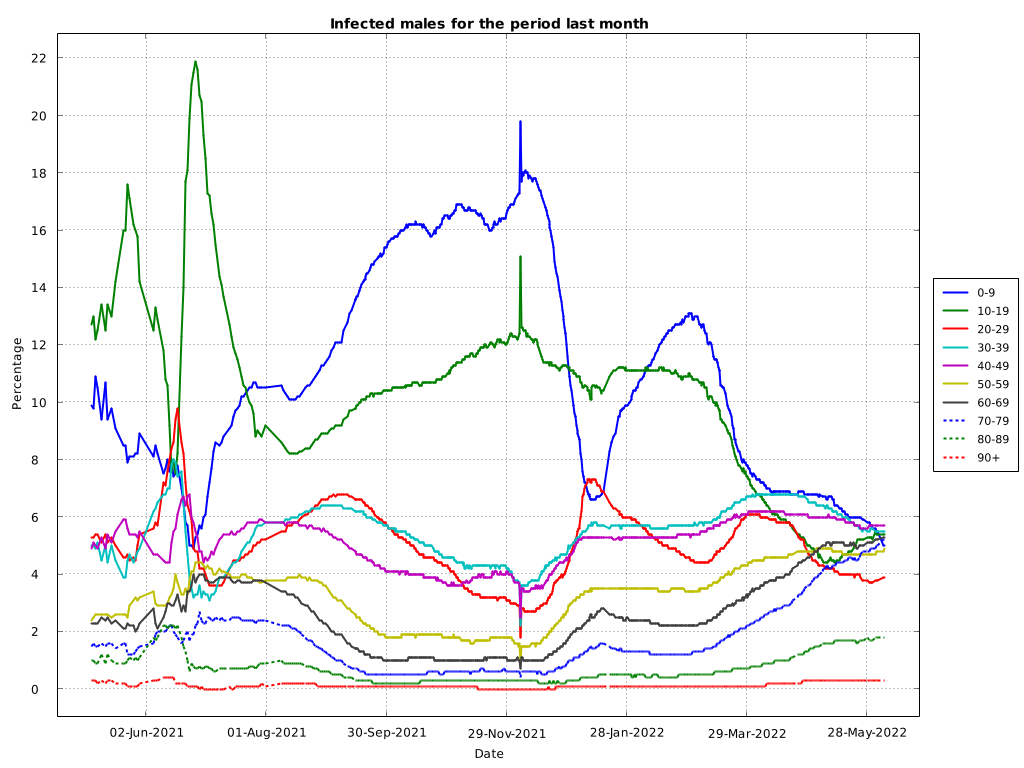 Infected males for the period last month
22
20
18
16
14
12
10
8
6
4
2
0
Percentage
02-Jun-2021
01-Aug-2021
30-Sep-2021
29-Nov-2021
28-Jan-2022
29-Mar-2022
28-May-2022
Date
0-9
10-19
20-29
30-39
40-49
50-59
60-69
70-79
80-89
90+